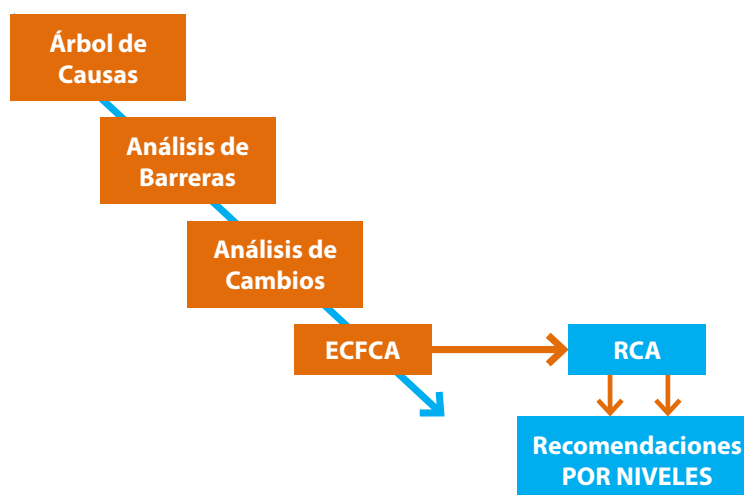 Árbol de
Causas
Análisis de
Barreras
Análisis de
Cambios
ECFCA
RCA
Recomendaciones
POR NIVELES